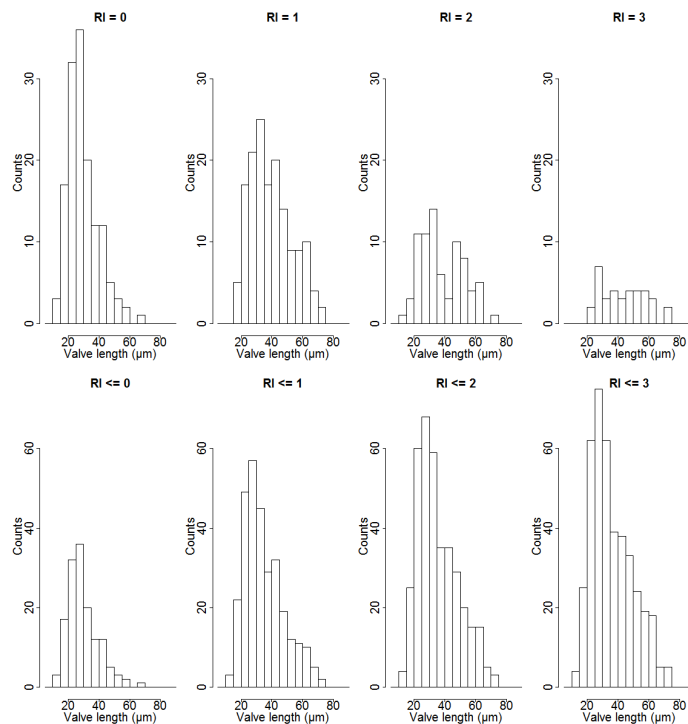 RI = 0 RI = 1 RI = 2 RI = 3
30 30 30 30
20 20 20 20
Counts Counts Counts Counts
10 10 10 10
0 0 0 0
20 40 60 80 20 40 60 80 20 40 60 80 20 40 60 80
Valve length (µm) Valve length (µm) Valve length (µm) Valve length (µm)
RI <= 0 RI <= 1 RI <= 2 RI <= 3
60 60 60 60
40 40 40 40
Counts Counts Counts Counts
20 20 20 20
0 0 0 0
20 40 60 80 20 40 60 80 20 40 60 80 20 40 60 80
Valve length (µm) Valve length (µm) Valve length (µm) Valve length (µm)